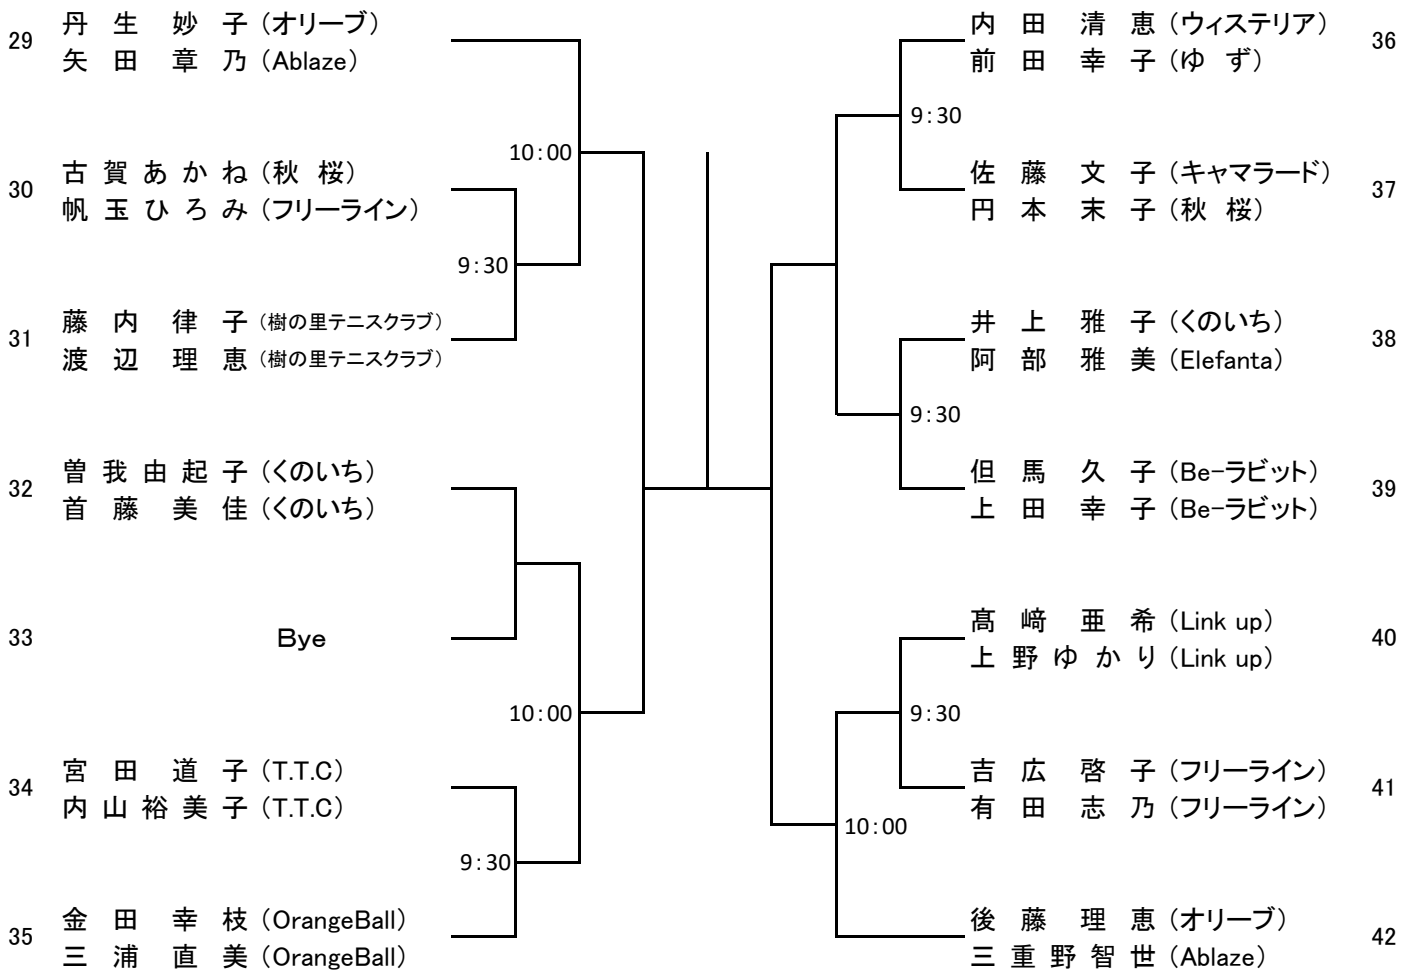 29
丹 生 妙 子 (オリーブ)
矢 田 章 乃 (Ablaze)
10:00
30
古 賀 あ か ね (秋 桜)
帆 玉 ひ ろ み (フリーライン)
9:30
31
藤 内 律 子 (樹の里テニスクラブ)
渡 辺 理 恵 (樹の里テニスクラブ)
32
曽 我 由 起 子 (くのいち)
首 藤 美 佳 (くのいち)
33
Bye
10:00
34
宮 田 道 子 (T.T.C)
内 山 裕 美 子 (T.T.C)
9:30
35
金 田 幸 枝 (OrangeBall)
三 浦 直 美 (OrangeBall)
内 田 清 恵 (ウィステリア)
前 田 幸 子 (ゆ ず)
36
9:30
佐 藤 文 子 (キャマラード)
円 本 末 子 (秋 桜)
37
井 上 雅 子 (くのいち)
阿 部 雅 美 (Elefanta)
38
9:30
但 馬 久 子 (Be-ラビット)
上 田 幸 子 (Be-ラビット)
39
髙 﨑 亜 希 (Link up)
上 野 ゆ か り (Link up)
40
9:30
吉 広 啓 子 (フリーライン)
有 田 志 乃 (フリーライン)
41
10:00
後 藤 理 恵 (オリーブ)
三 重 野 智 世 (Ablaze)
42